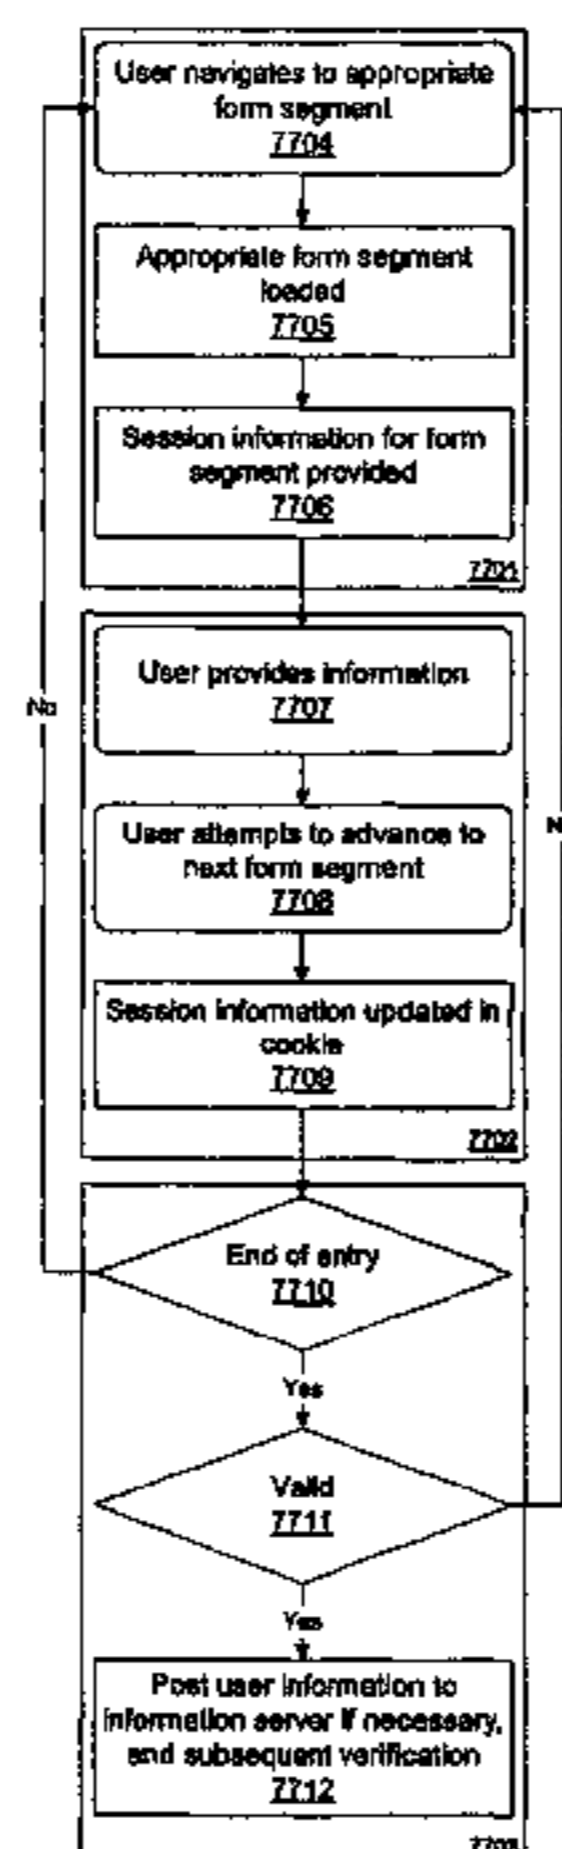 User navigates to appropriate
form segment
7704
Appropriate form segment
loaded
7705
Session information for form
segment provided
7706
7701
User provides information
7707
No
User attempts to advance to
next form segment
7708
N
Session information updated in
cookie
7709
7702
End of entry
7710
Yes
Valid
7711
Yes
Post user information to
information server if necessary,
and subsequent verification
7712
7703